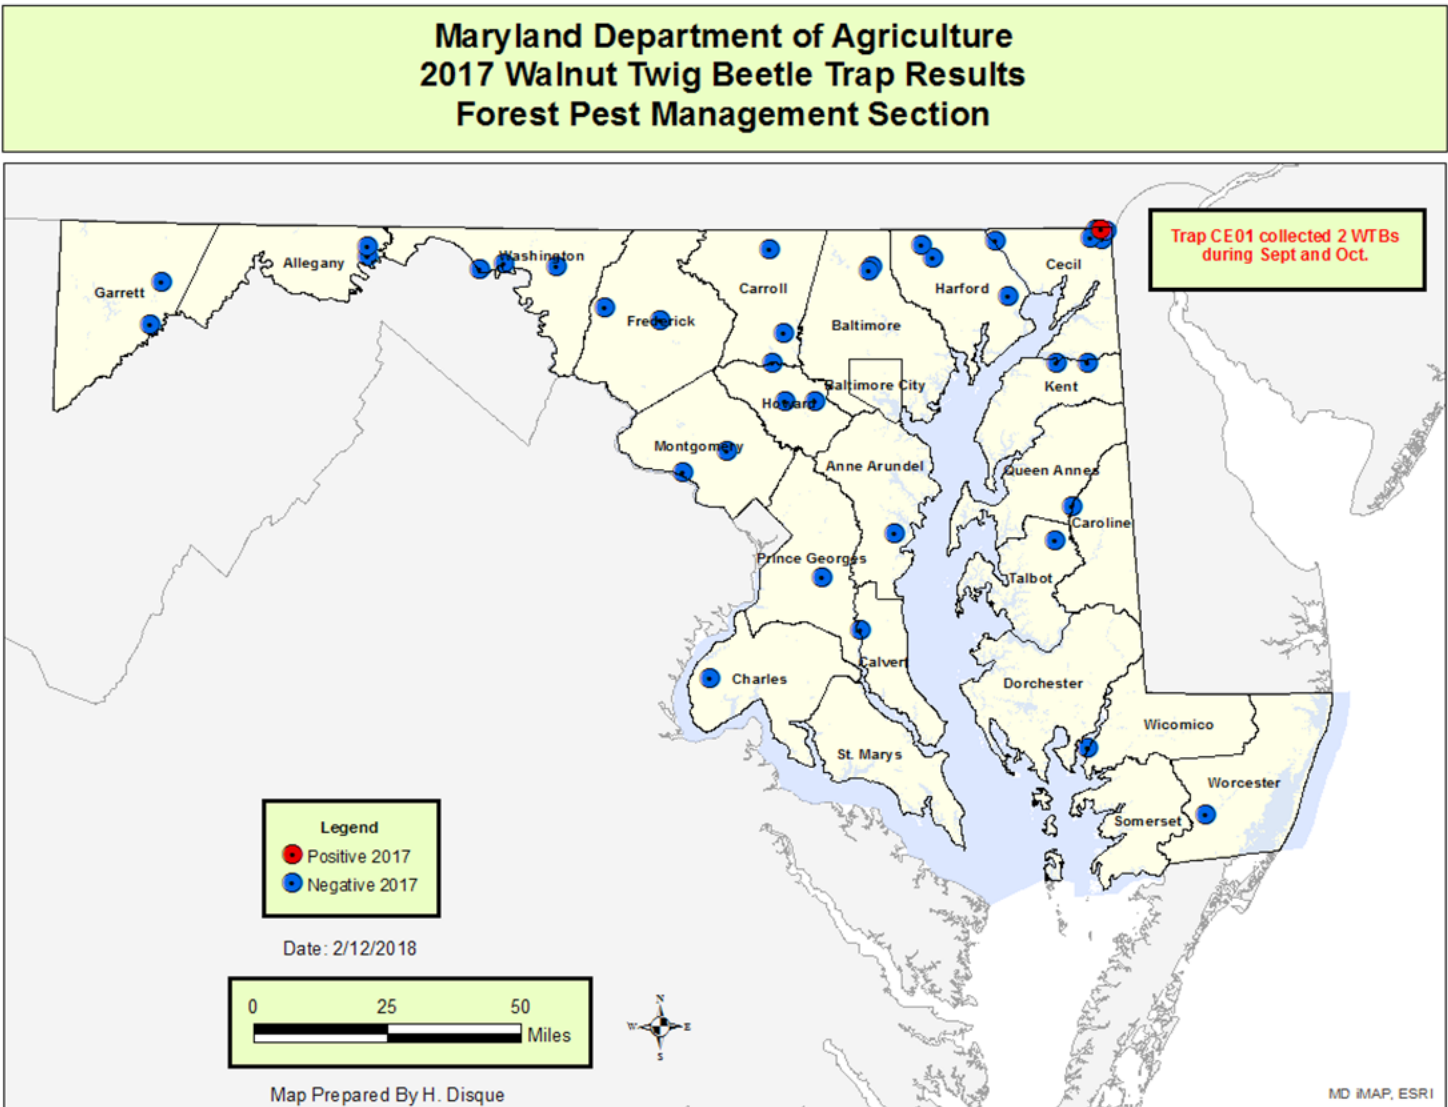 Maryland Department of Agriculture
2017 Walnut Twig Beetle Trap Results
Forest Pest Management Section
Trap CE01 collected 2 WTBs
during Sept and Oct.
Garrett
Allegany
Washington
Frederick
Carroll
Baltimore
Harford
Cecil
Baltimore City
Kent
Howard
Montgomery
Anne Arundel
Queen Annes
Caroline
Prince Georges
Talbot
Calvert
Charles
Dorchester
St. Marys
Wicomico
Worcester
Somerset
Legend
Positive 2017
Negative 2017
Date: 2/12/2018
0 25 50
Miles
N
W E
S
Map Prepared By H. Disque
MD iMAP, ESRI